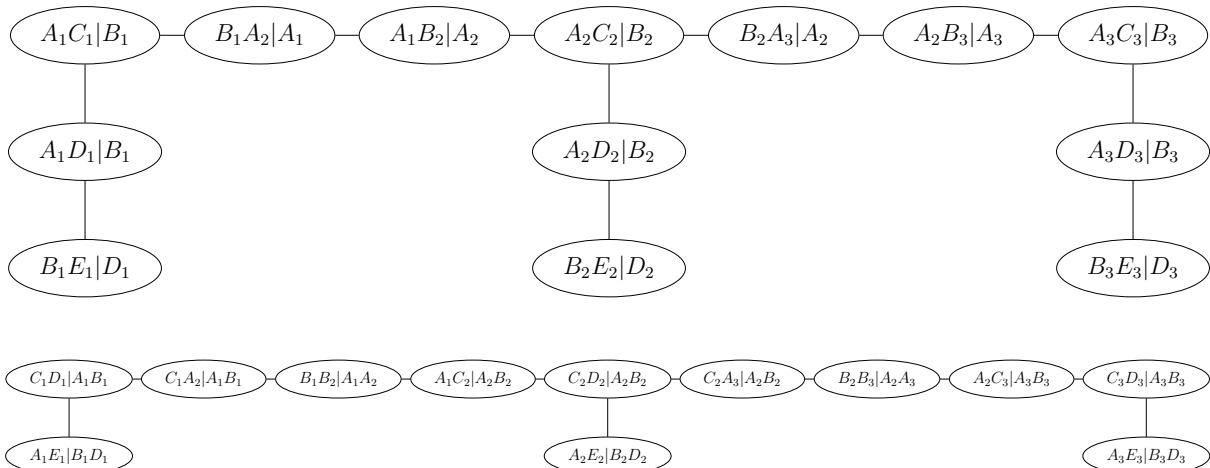 A₁C₁|B₁ B₁A₂|A₁ A₁B₂|A₂ A₂C₂|B₂ B₂A₃|A₂ A₂B₃|A₃ A₃C₃|B₃
A₁D₁|B₁ A₂D₂|B₂ A₃D₃|B₃
B₁E₁|D₁ B₂E₂|D₂ B₃E₃|D₃
C₁D₁|A₁B₁ C₁A₂|A₁B₁ B₁B₂|A₁A₂ A₁C₂|A₂B₂ C₂D₂|A₂B₂ C₂A₃|A₂B₂ B₂B₃|A₂A₃ A₂C₃|A₃B₃ C₃D₃|A₃B₃
A₁E₁|B₁D₁ A₂E₂|B₂D₂ A₃E₃|B₃D₃